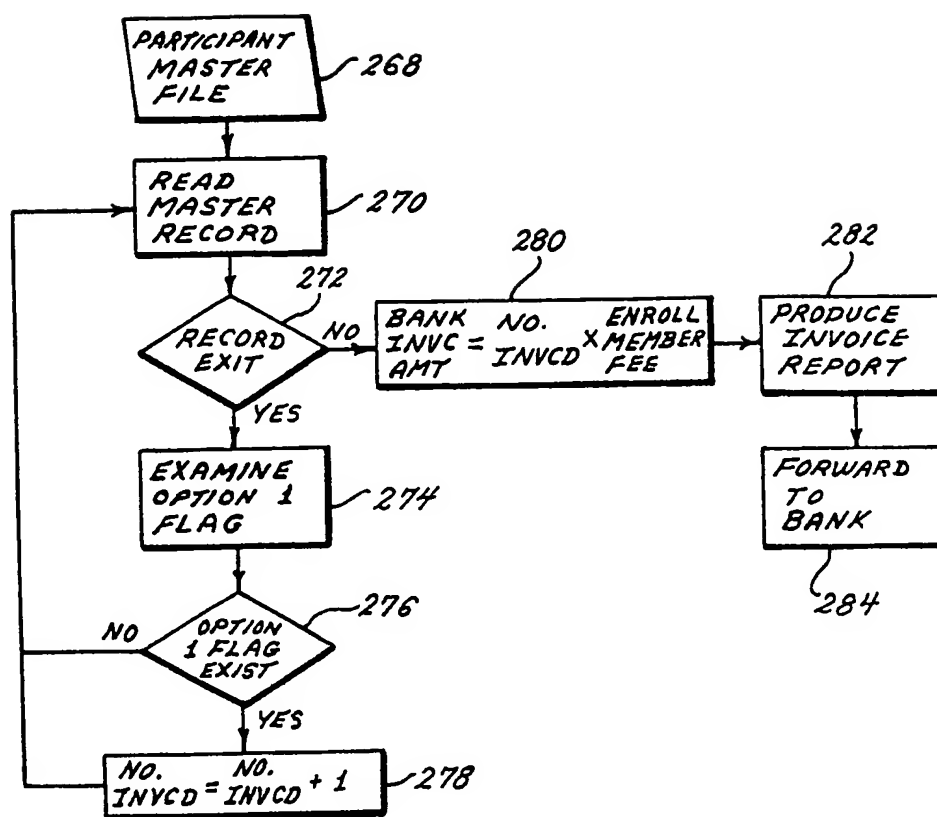 PARTICIPANT
MASTER
FILE
268
READ
MASTER
RECORD
270
272
RECORD
EXIT
NO
YES
280
BANK
INVC
AMT
=
NO.
INVCD
X
ENROLL
MEMBER
FEE
282
PRODUCE
INVOICE
REPORT
EXAMINE
OPTION 1
FLAG
274
FORWARD
TO
BANK
284
276
OPTION
1 FLAG
EXIST
NO
YES
NO. NO.
INVCD = INVCD + 1
278